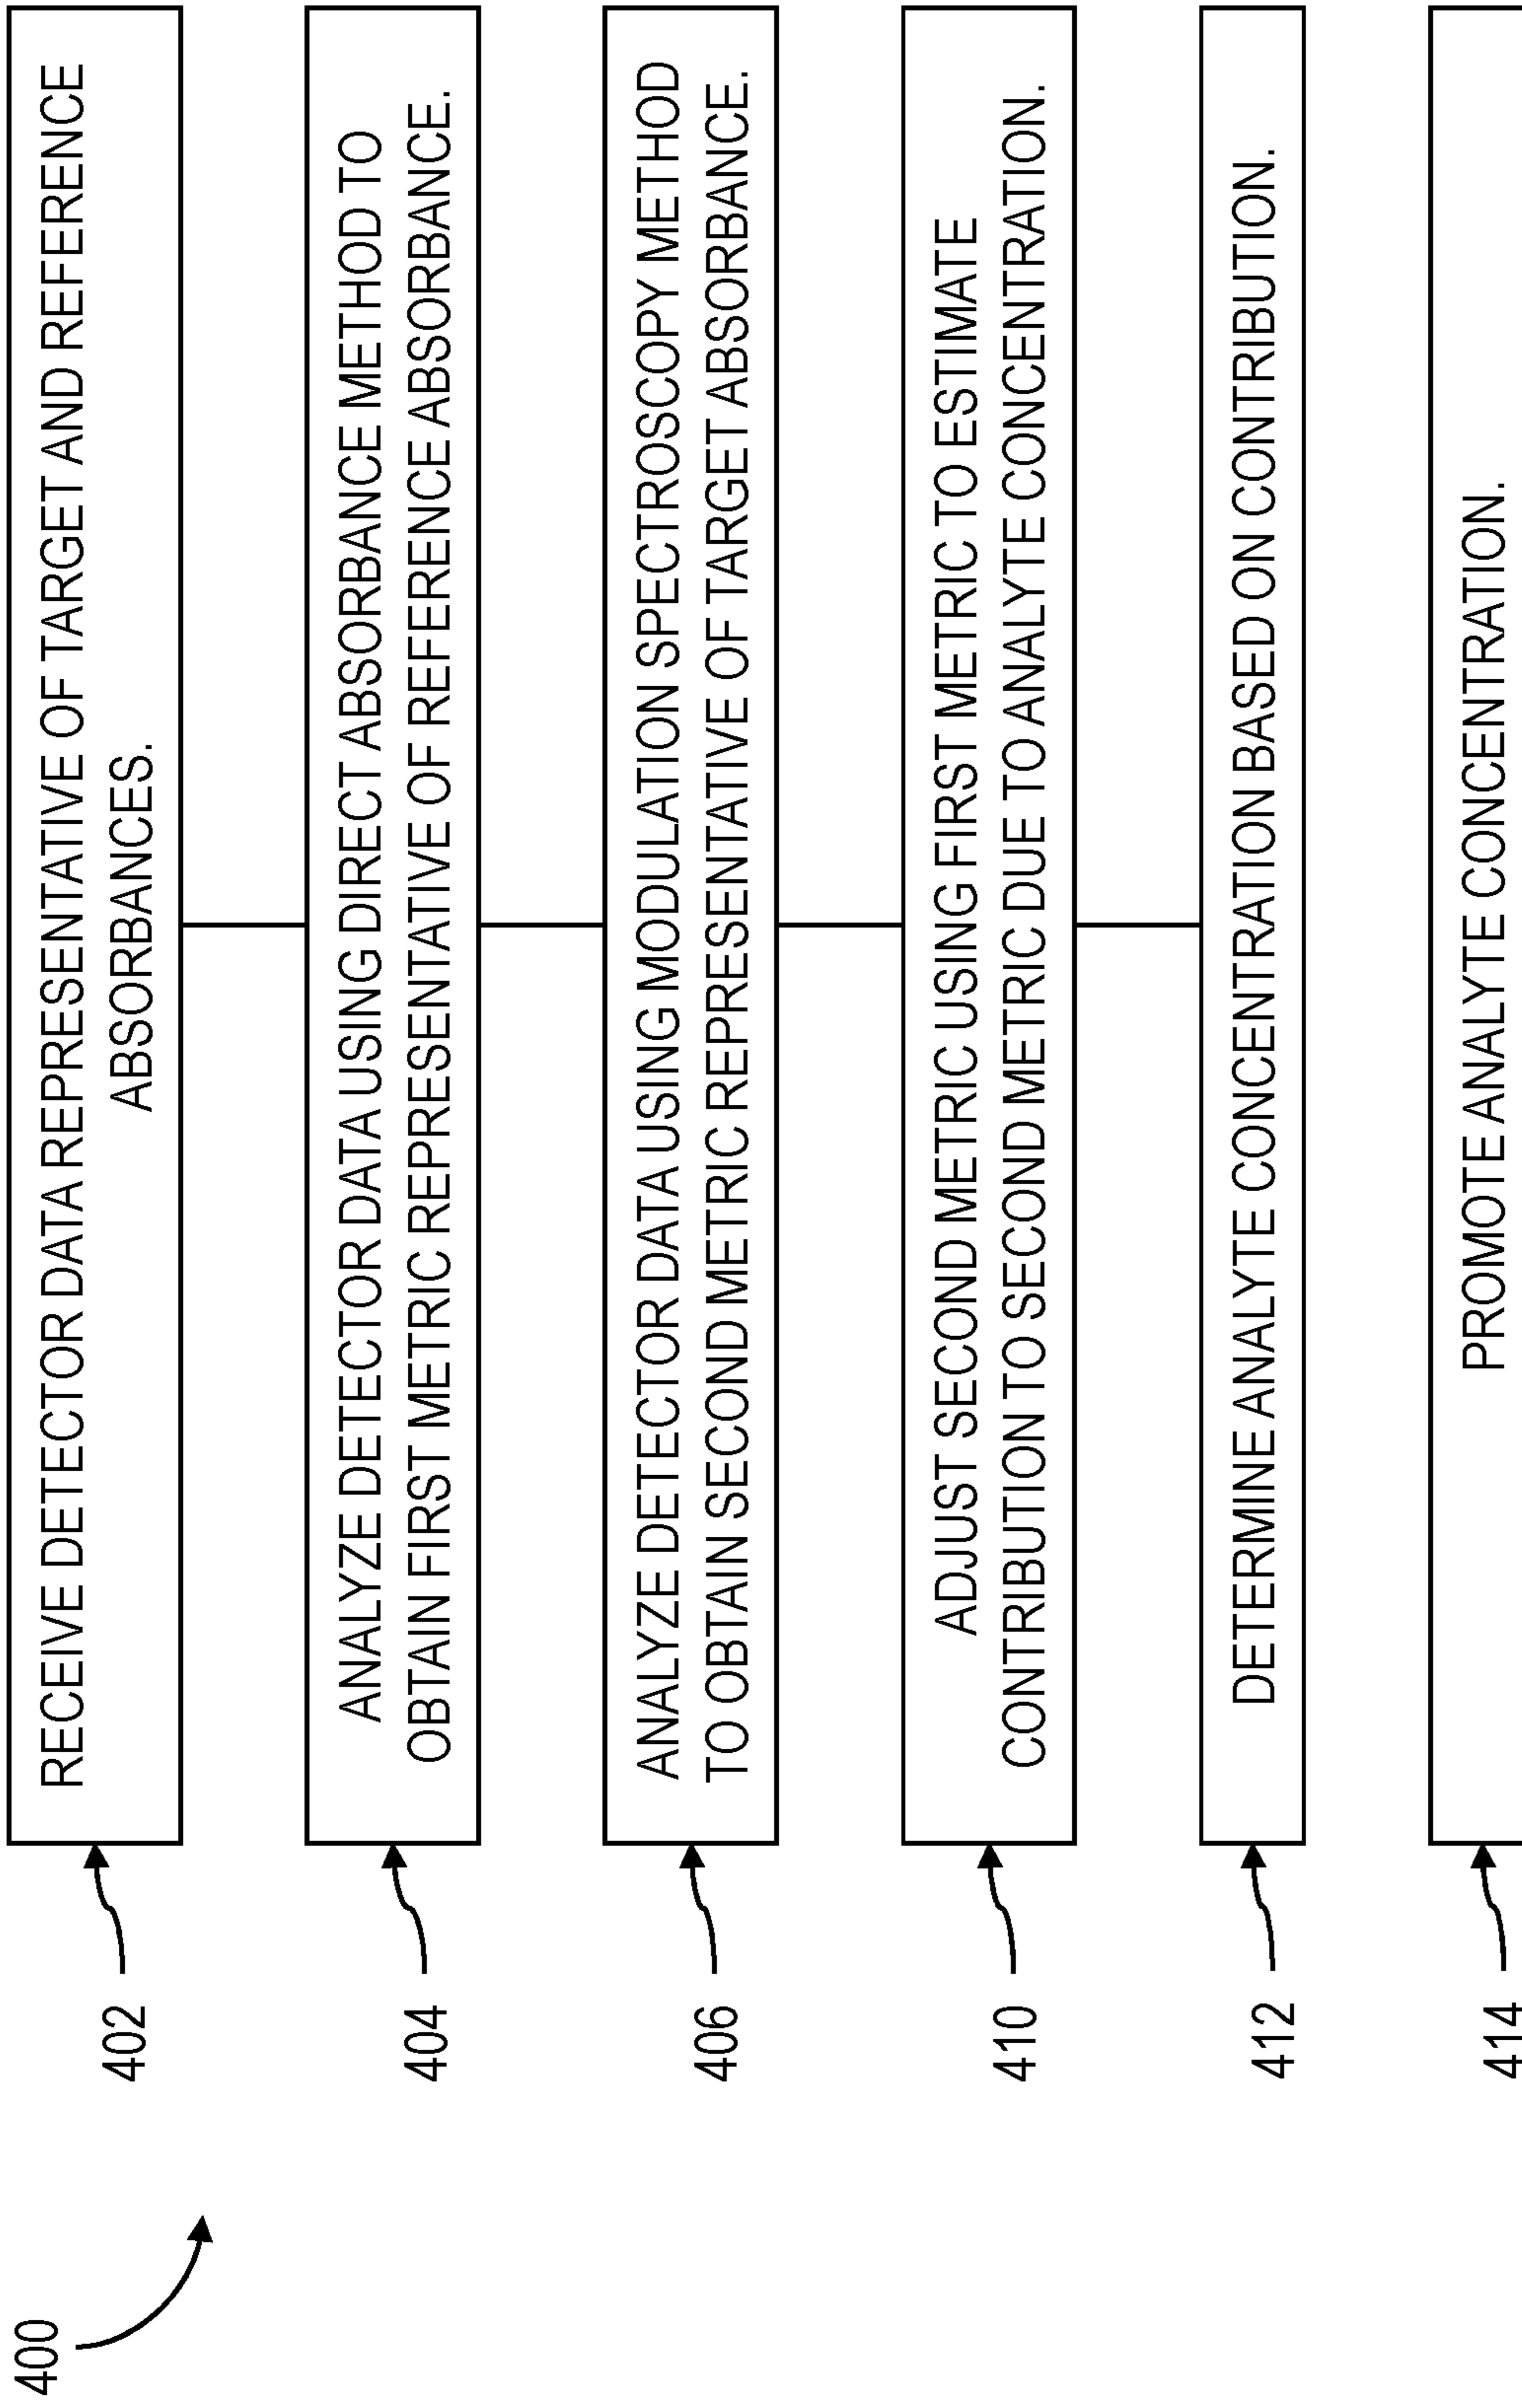 400
402
RECEIVE DETECTOR DATA REPRESENTATIVE OF TARGET AND REFERENCE
ABSORBANCES.
404
ANALYZE DETECTOR DATA USING DIRECT ABSORBANCE METHOD TO
OBTAIN FIRST METRIC REPRESENTATIVE OF REFERENCE ABSORBANCE.
406
ANALYZE DETECTOR DATA USING MODULATION SPECTROSCOPY METHOD
TO OBTAIN SECOND METRIC REPRESENTATIVE OF TARGET ABSORBANCE.
410
ADJUST SECOND METRIC USING FIRST METRIC TO ESTIMATE
CONTRIBUTION TO SECOND METRIC DUE TO ANALYTE CONCENTRATION.
412
DETERMINE ANALYTE CONCENTRATION BASED ON CONTRIBUTION.
414
PROMOTE ANALYTE CONCENTRATION.